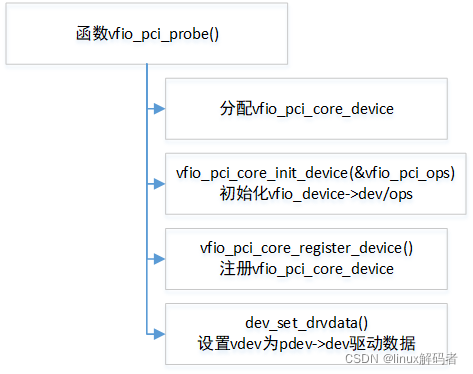 函数vfio_pci_probe()
分配vfio_pci_core_device
vfio_pci_core_init_device(&vfio_pci_ops)
初始化vfio_device->dev/ops
vfio_pci_core_register_device()
注册vfio_pci_core_device
dev_set_drvdata()
设置vdev为pdev->dev驱动数据
CSDN @linux解码者